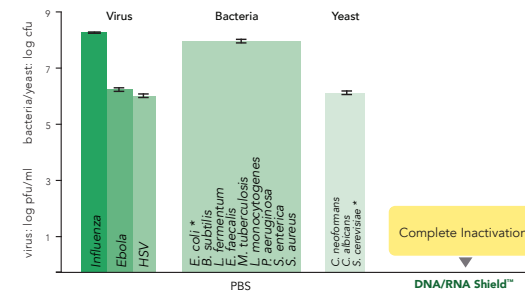 Virus
Bacteria
Yeast
bacteria/yeast: log cfu
virus: log pfu/ml
9
7
5
3
1
Influenza
Ebola
HSV
E. coli *
B. subtilis
L. fermentum
E. faecalis
M. tuberculosis
L. monocytogenes
P. aeruginosa
S. enterica
S. aureus
C. neoformans
C. albicans
S. cerevisiae *
Complete Inactivation
PBS
DNA/RNA Shield™